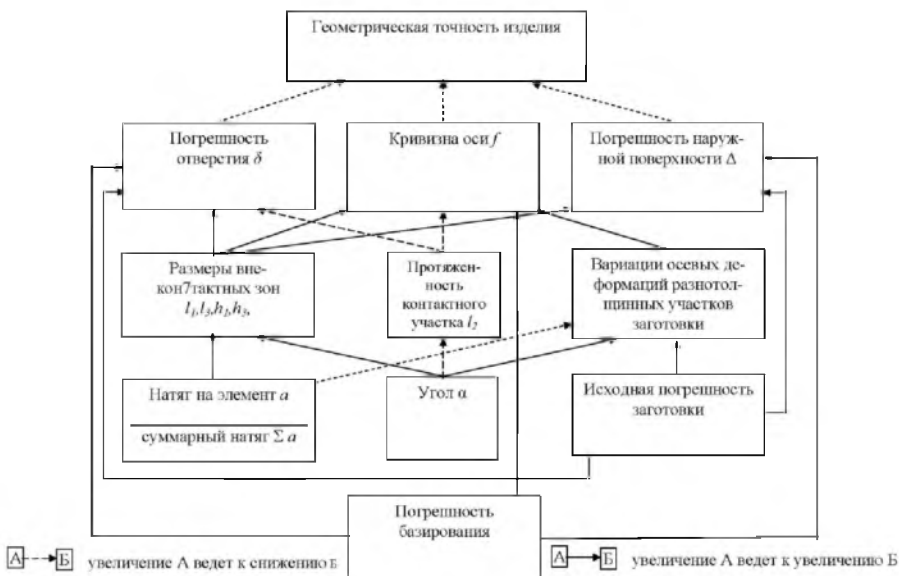 Геометрическая точность изделия
Погрешность
отверстия δ
Кривизна оси f
Погрешность наруж-
ной поверхности Δ
Размеры вне-
кон7тактных зон
l₁,l₃,h₁,h₃,
Протяжен-
ность
контактного
участка l₂
Вариации осевых де-
формаций разнотол-
щинных участков
заготовки
Натяг на элемент a
суммарный натяг Σ a
Угол α
Исходная погрешность
заготовки
Погрешность
базирования
А Б увеличение А ведет к снижению Б
А Б увеличение А ведет к увеличению Б